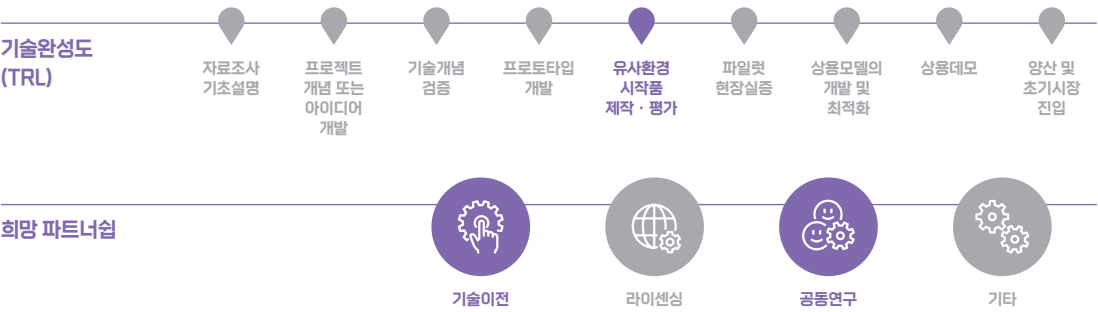 기술완성도
(TRL)
자료조사
기초설명
프로젝트
개념 또는
아이디어
개발
기술개념
검증
프로토타입
개발
유사환경
시작품
제작 · 평가
파일럿
현장실증
상용모델의
개발 및
최적화
상용데모
양산 및
초기시장
진입
희망 파트너쉽
기술이전
라이센싱
공동연구
기타